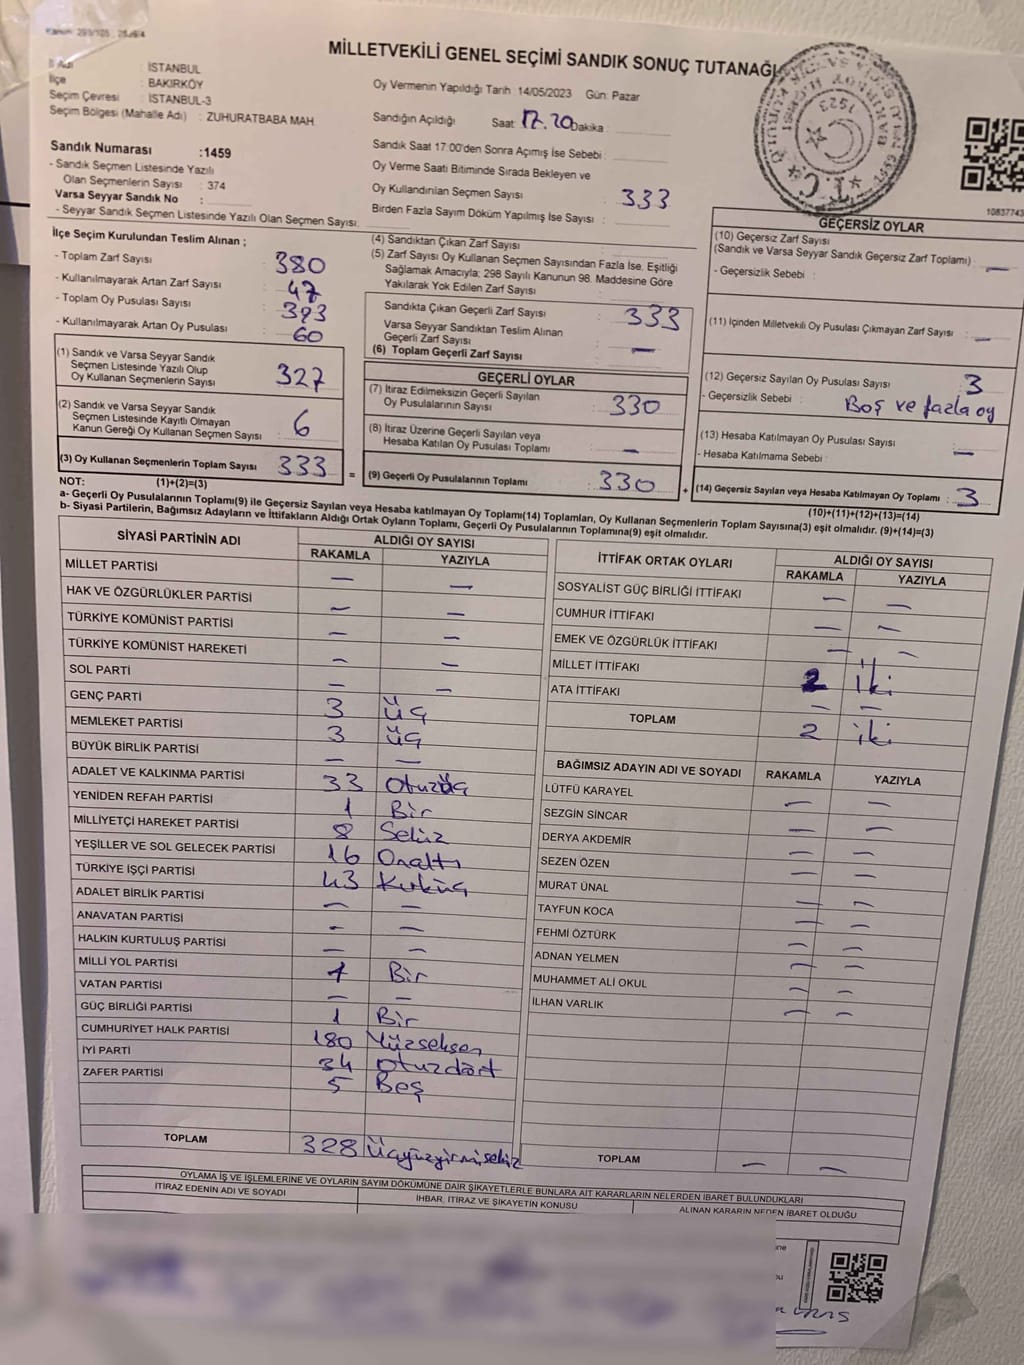 MİLLETVEKİLİ GENEL SEÇİMİ SANDIK SONUÇ TUTANAĞI
İl Adı : İSTANBUL
İlçe : BAKIRKÖY
Seçim Çevresi : İSTANBUL-3
Seçim Bölgesi (Mahalle Adı) : ZUHURATBABA MAH.
Sandık Numarası : 1459
- Sandık Seçmen Listesinde Yazılı
Olan Seçmenlerin Sayısı : 374
Varsa Seyyar Sandık No :
- Seyyar Sandık Seçmen Listesinde Yazılı Olan Seçmen Sayısı:
Oy Vermenin Yapıldığı Tarih : 14/05/2023 Gün: Pazar
Sandığın Açıldığı Saat: 17.20 Dakika :
Sandık Saat 17:00'den Sonra Açımış İse Sebebi :
Oy Verme Saati Bitiminde Sırada Bekleyen ve
Oy Kullandırılan Seçmen Sayısı : 333
Birden Fazla Sayım Döküm Yapılmış İse Sayısı :
T.C.
1923
10837743
İlçe Seçim Kurulundan Teslim Alınan ;
- Toplam Zarf Sayısı : 380
- Kullanılmayarak Artan Zarf Sayısı : 47
- Toplam Oy Pusulası Sayısı : 393
- Kullanılmayarak Artan Oy Pusulası : 60
(1) Sandık ve Varsa Seyyar Sandık
Seçmen Listesinde Yazılı Olup
Oy Kullanan Seçmenlerin Sayısı : 327
(2) Sandık ve Varsa Seyyar Sandık
Seçmen Listesinde Kayıtlı Olmayan
Kanun Gereği Oy Kullanan Seçmen Sayısı : 6
(3) Oy Kullanan Seçmenlerin Toplam Sayısı : 333 =
(4) Sandıktan Çıkan Zarf Sayısı :
(5) Zarf Sayısı Oy Kullanan Seçmen Sayısından Fazla İse, Eşitliği
Sağlamak Amacıyla; 298 Sayılı Kanunun 98. Maddesine Göre
Yakılarak Yok Edilen Zarf Sayısı :
Sandıkta Çıkan Geçerli Zarf Sayısı : 333
Varsa Seyyar Sandıktan Teslim Alınan
Geçerli Zarf Sayısı : —
(6) Toplam Geçerli Zarf Sayısı :
GEÇERLİ OYLAR
(7) İtiraz Edilmeksizin Geçerli Sayılan
Oy Pusulalarının Sayısı : 330
(8) İtiraz Üzerine Geçerli Sayılan veya
Hesaba Katılan Oy Pusulası Toplamı : —
(9) Geçerli Oy Pusulalarının Toplamı : 330 +
GEÇERSİZ OYLAR
(10) Geçersiz Zarf Sayısı
(Sandık ve Varsa Seyyar Sandık Geçersiz Zarf Toplamı) : —
- Geçersizlik Sebebi :
(11) İçinden Milletvekili Oy Pusulası Çıkmayan Zarf Sayısı : —
(12) Geçersiz Sayılan Oy Pusulası Sayısı : 3
- Geçersizlik Sebebi : Boş ve fazla oy
(13) Hesaba Katılmayan Oy Pusulası Sayısı : —
- Hesaba Katılmama Sebebi :
(14) Geçersiz Sayılan veya Hesaba Katılmayan Oy Toplamı : 3
NOT: (1)+(2)=(3) (10)+(11)+(12)+(13)=(14)
a- Geçerli Oy Pusulalarının Toplamı(9) ile Geçersiz Sayılan veya Hesaba katılmayan Oy Toplamı(14) Toplamları, Oy Kullanan Seçmenlerin Toplam Sayısına(3) eşit olmalıdır. (9)+(14)=(3)
b- Siyasi Partilerin, Bağımsız Adayların ve İttifakların Aldığı Ortak Oyların Toplamı, Geçerli Oy Pusulalarının Toplamına(9) eşit olmalıdır.
SİYASİ PARTİNİN ADI ALDIĞI OY SAYISI
RAKAMLA YAZIYLA
MİLLET PARTİSİ — —
HAK VE ÖZGÜRLÜKLER PARTİSİ — —
TÜRKİYE KOMÜNİST PARTİSİ — —
TÜRKİYE KOMÜNİST HAREKETİ — —
SOL PARTİ — —
GENÇ PARTİ 3 Üç
MEMLEKET PARTİSİ 3 Üç
BÜYÜK BİRLİK PARTİSİ — —
ADALET VE KALKINMA PARTİSİ 33 Otuzüç
YENİDEN REFAH PARTİSİ 1 Bir
MİLLİYETÇİ HAREKET PARTİSİ 8 Sekiz
YEŞİLLER VE SOL GELECEK PARTİSİ 16 Onaltı
TÜRKİYE İŞÇİ PARTİSİ 43 Kırküç
ADALET BİRLİK PARTİSİ — —
ANAVATAN PARTİSİ — —
HALKIN KURTULUŞ PARTİSİ — —
MİLLİ YOL PARTİSİ 1 Bir
VATAN PARTİSİ — —
GÜÇ BİRLİĞİ PARTİSİ 1 Bir
CUMHURİYET HALK PARTİSİ 180 Yüzseksen
İYİ PARTİ 34 Otuzdört
ZAFER PARTİSİ 5 Beş
TOPLAM 328 Üçyüzyirmisekiz
İTTİFAK ORTAK OYLARI ALDIĞI OY SAYISI
RAKAMLA YAZIYLA
SOSYALİST GÜÇ BİRLİĞİ İTTİFAKI — —
CUMHUR İTTİFAKI — —
EMEK VE ÖZGÜRLÜK İTTİFAKI — —
MİLLET İTTİFAKI 2 İki
ATA İTTİFAKI — —
TOPLAM 2 iki
BAĞIMSIZ ADAYIN ADI VE SOYADI RAKAMLA YAZIYLA
LÜTFÜ KARAYEL — —
SEZGİN SİNCAR — —
DERYA AKDEMİR — —
SEZEN ÖZEN — —
MURAT ÜNAL — —
TAYFUN KOCA — —
FEHMİ ÖZTÜRK — —
ADNAN YELMEN — —
MUHAMMET ALİ OKUL — —
İLHAN VARLIK — —
TOPLAM — —
OYLAMA İŞ VE İŞLEMLERİNE VE OYLARIN SAYIM DÖKÜMÜNE DAİR ŞİKAYETLERLE BUNLARA AİT KARARLARIN NELERDEN İBARET BULUNDUKLARI
İTİRAZ EDENİN ADI VE SOYADI İHBAR, İTİRAZ VE ŞİKAYETİN KONUSU ALINAN KARARIN NEDEN İBARET OLDUĞU